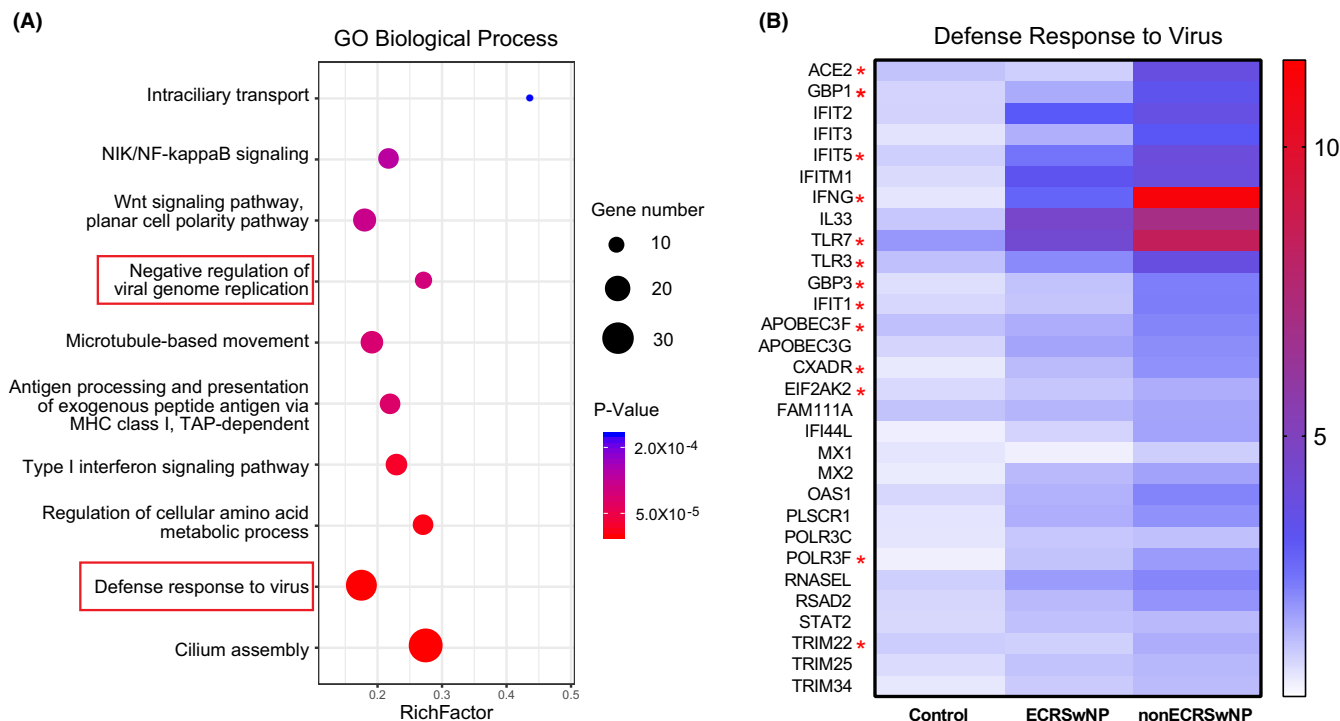 (A)
GO Biological Process
Intraciliary transport
NIK/NF-kappaB signaling
Wnt signaling pathway,
planar cell polarity pathway
Negative regulation of
viral genome replication
Microtubule-based movement
Antigen processing and presentation
of exogenous peptide antigen via
MHC class I, TAP-dependent
Type I interferon signaling pathway
Regulation of cellular amino acid
metabolic process
Defense response to virus
Cilium assembly
0.2 0.3 0.4 0.5
RichFactor
Gene number
10
20
30
P-Value
2.0X10⁻⁴
5.0X10⁻⁵
(B)
Defense Response to Virus
ACE2 *
GBP1 *
IFIT2
IFIT3
IFIT5 *
IFITM1
IFNG *
IL33
TLR7 *
TLR3 *
GBP3 *
IFIT1 *
APOBEC3F *
APOBEC3G
CXADR *
EIF2AK2 *
FAM111A
IFI44L
MX1
MX2
OAS1
PLSCR1
POLR3C
POLR3F *
RNASEL
RSAD2
STAT2
TRIM22 *
TRIM25
TRIM34
Control ECRSwNP nonECRSwNP
10
5